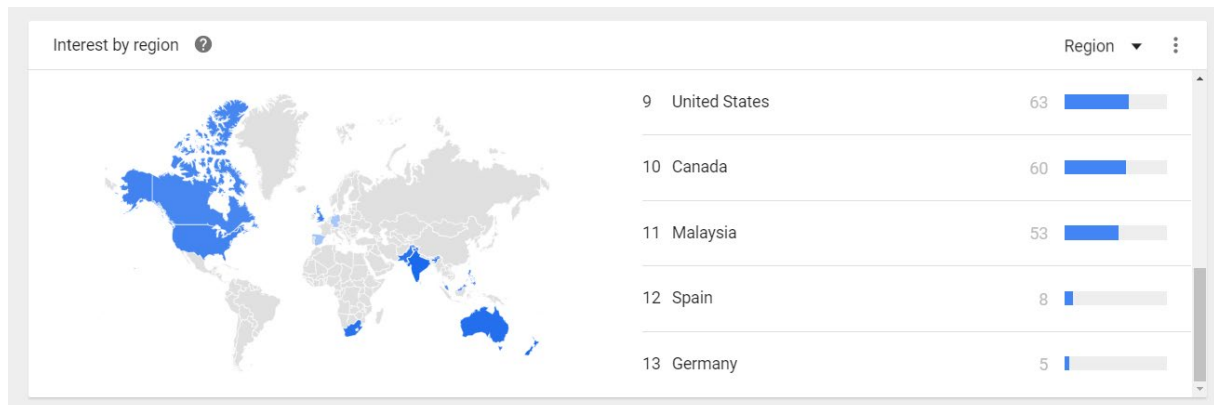 Interest by region
Region
9 United States 63
10 Canada 60
11 Malaysia 53
12 Spain 8
13 Germany 5